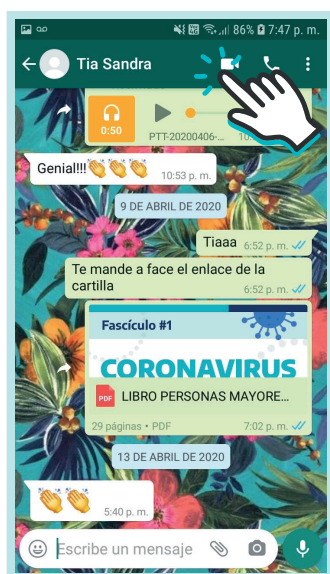 86% 7:47 p. m.
Tia Sandra
0:50
PTT-20200406-...
Genial!!!👏👏👏 10:53 p. m.
9 DE ABRIL DE 2020
Tiaaa 6:52 p. m.
Te mande a face el enlace de la
cartilla 6:52 p. m.
Fascículo #1
CORONAVIRUS
PDF LIBRO PERSONAS MAYORE...
29 páginas • PDF 7:02 p. m.
13 DE ABRIL DE 2020
👏👏 5:40 p. m.
Escribe un mensaje